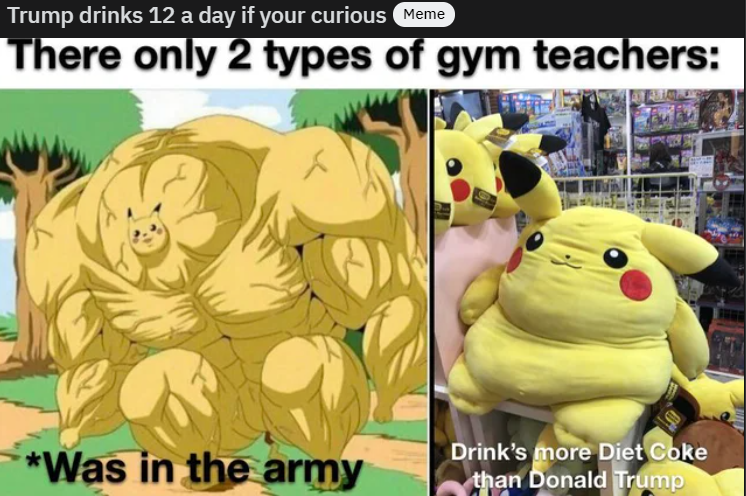 Trump drinks 12 a day if your curious Meme
There only 2 types of gym teachers:
*Was in the army
Drink's more Diet Coke
than Donald Trump